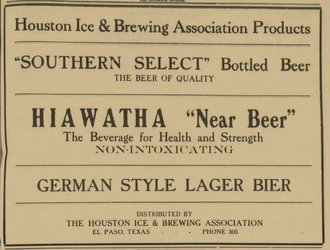 Houston Ice & Brewing Association Products
"SOUTHERN SELECT" Bottled Beer
THE BEER OF QUALITY
HIAWATHA "Near Beer"
The Beverage for Health and Strength
NON-INTOXICATING
GERMAN STYLE LAGER BIER
DISTRIBUTED BY
THE HOUSTON ICE & BREWING ASSOCIATION
EL PASO, TEXAS PHONE 305